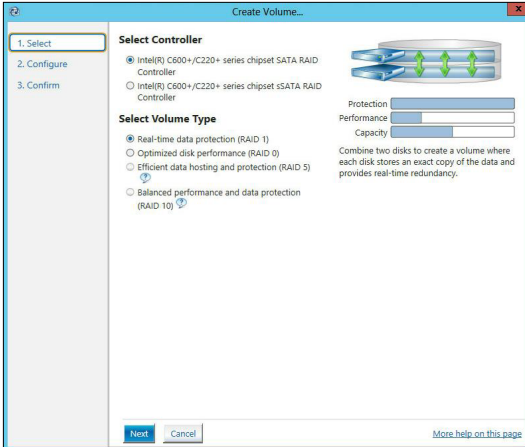 Create Volume...
X
1. Select
2. Configure
3. Confirm
Select Controller
Intel(R) C600+/C220+ series chipset SATA RAID
Controller
Intel(R) C600+/C220+ series chipset sSATA RAID
Controller
Select Volume Type
Real-time data protection (RAID 1)
Optimized disk performance (RAID 0)
Efficient data hosting and protection (RAID 5)
?
Balanced performance and data protection
(RAID 10) ?
Protection
Performance
Capacity
Combine two disks to create a volume where
each disk stores an exact copy of the data and
provides real-time redundancy.
Next
Cancel
More help on this page